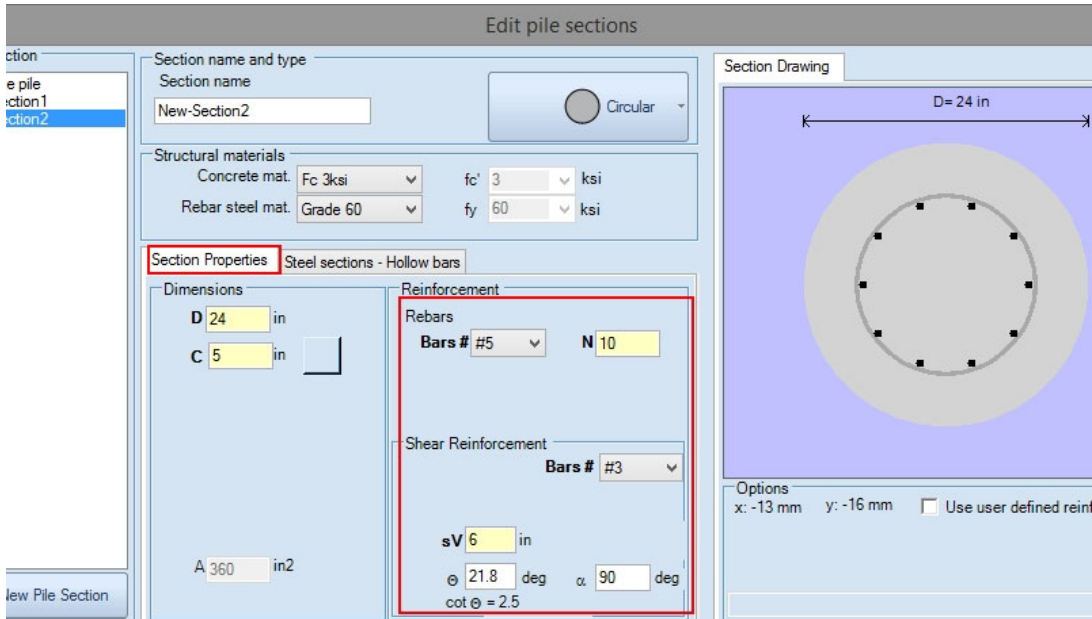 Edit pile sections
ction
e pile
ection1
ection2
New Pile Section
Section name and type
Section name
New-Section2
Circular
Structural materials
Concrete mat. Fc 3ksi fc' 3 ksi
Rebar steel mat. Grade 60 fy 60 ksi
Section Properties Steel sections - Hollow bars
Dimensions
D 24 in
C 5 in
A 360 in2
Reinforcement
Rebars
Bars # #5 N 10
Shear Reinforcement
Bars # #3
sV 6 in
Θ 21.8 deg α 90 deg
cot Θ = 2.5
Section Drawing
D= 24 in
Options
x: -13 mm y: -16 mm Use user defined reinf